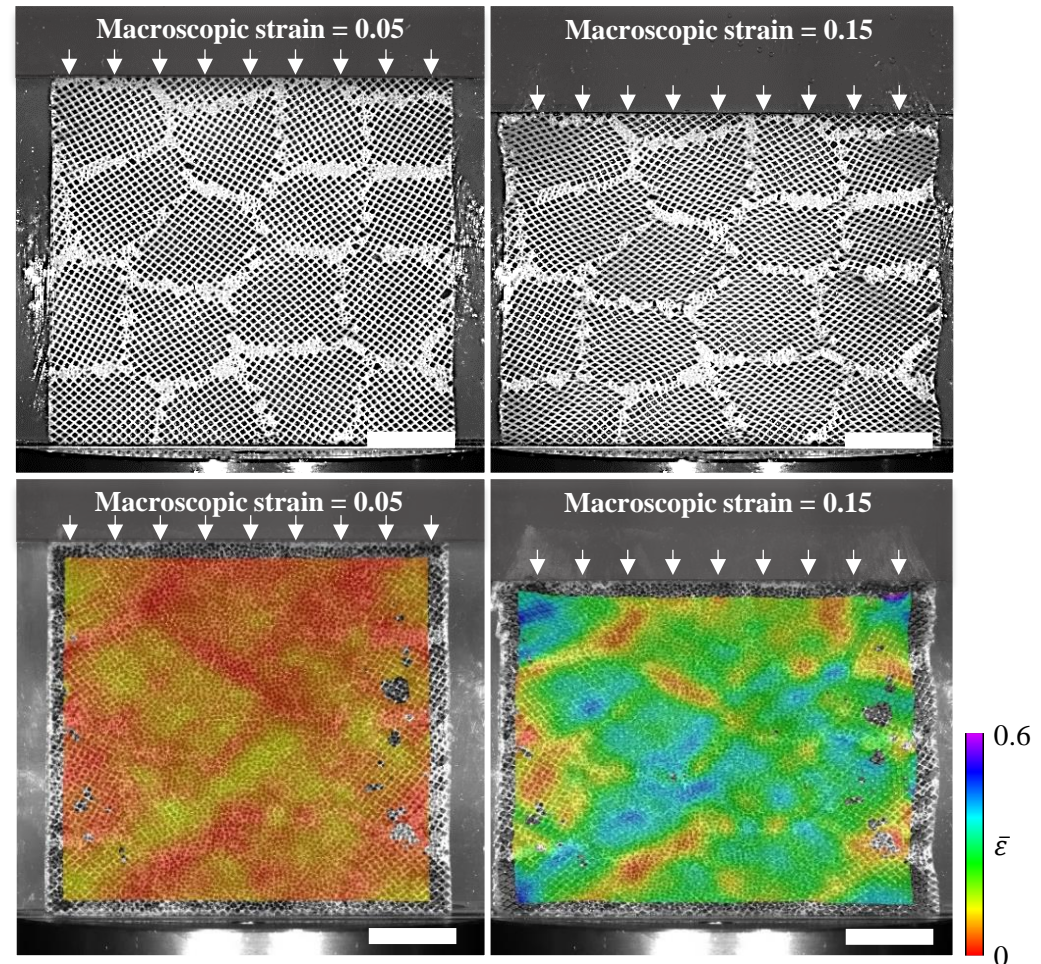 Macroscopic strain = 0.05
Macroscopic strain = 0.15
Macroscopic strain = 0.05
Macroscopic strain = 0.15
0.6
ε̄
0